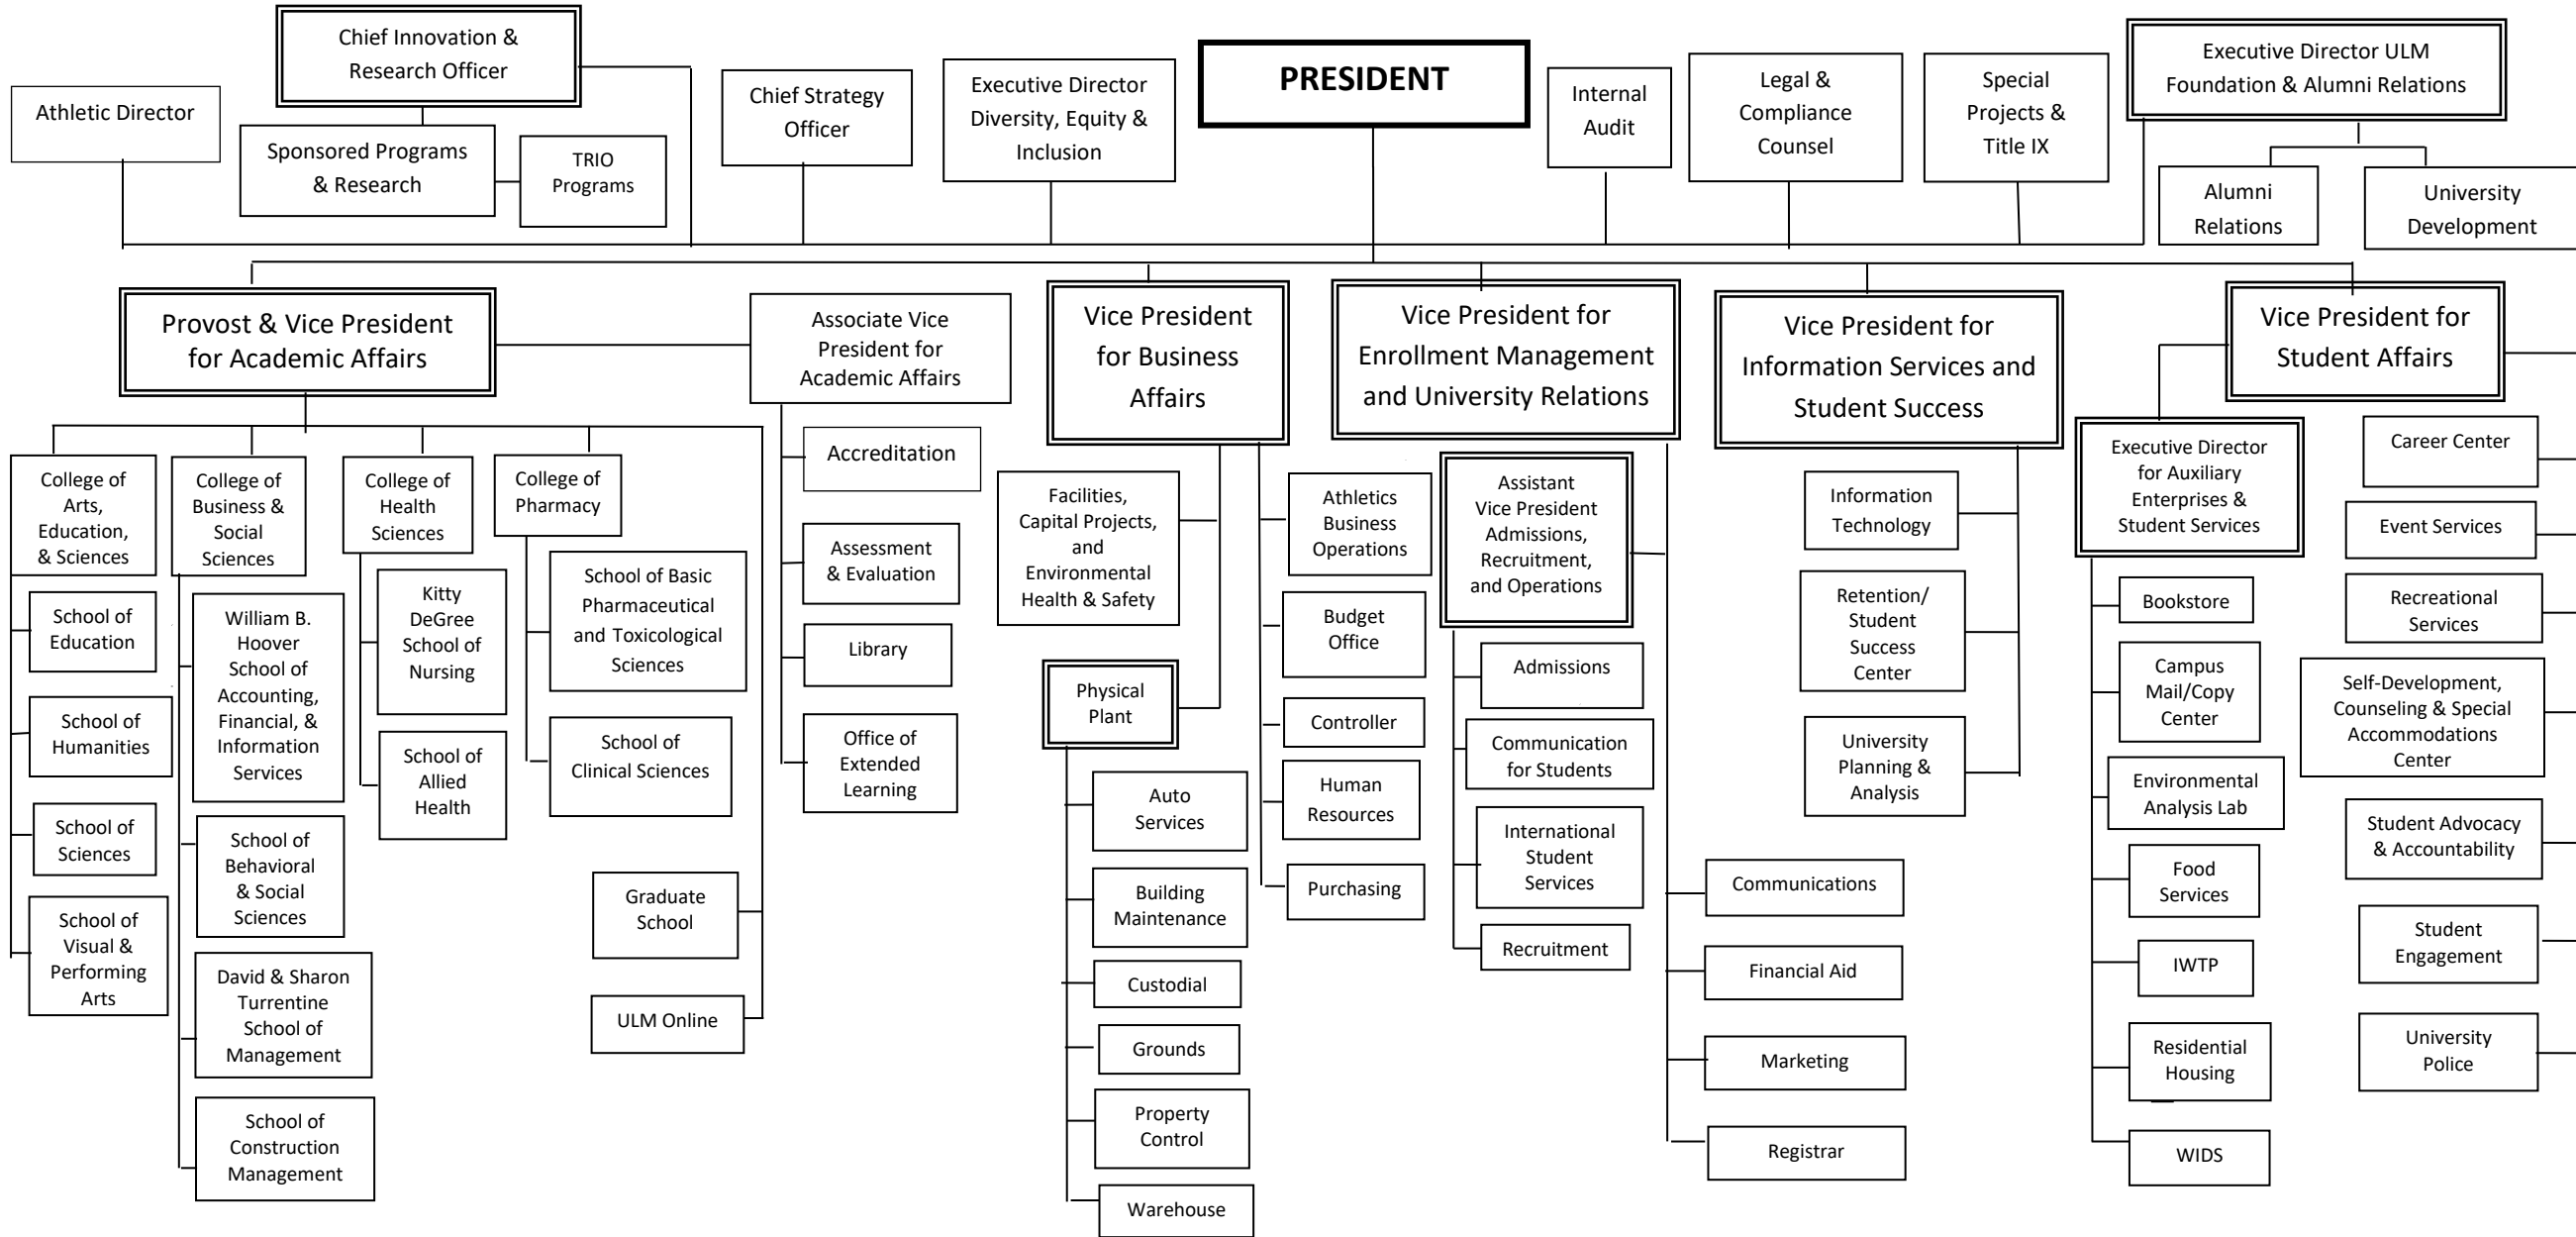 Chief Innovation &
Research Officer
Athletic Director
Sponsored Programs
& Research
TRIO
Programs
Chief Strategy
Officer
Executive Director
Diversity, Equity &
Inclusion
PRESIDENT
Internal
Audit
Legal &
Compliance
Counsel
Special
Projects &
Title IX
Executive Director ULM
Foundation & Alumni Relations
Alumni
Relations
University
Development
Provost & Vice President
for Academic Affairs
Associate Vice
President for
Academic Affairs
Vice President
for Business
Affairs
Vice President for
Enrollment Management
and University Relations
Vice President for
Information Services and
Student Success
Vice President for
Student Affairs
College of
Arts,
Education,
& Sciences
School of
Education
School of
Humanities
School of
Sciences
School of
Visual &
Performing
Arts
College of
Business &
Social
Sciences
William B.
Hoover
School of
Accounting,
Financial, &
Information
Services
School of
Behavioral
& Social
Sciences
David & Sharon
Turrentine
School of
Management
School of
Construction
Management
College of
Health
Sciences
Kitty
DeGree
School of
Nursing
School of
Allied
Health
College of
Pharmacy
School of Basic
Pharmaceutical
and Toxicological
Sciences
School of
Clinical Sciences
Graduate
School
ULM Online
Accreditation
Assessment
& Evaluation
Library
Office of
Extended
Learning
Facilities,
Capital Projects,
and
Environmental
Health & Safety
Physical
Plant
Auto
Services
Building
Maintenance
Custodial
Grounds
Property
Control
Warehouse
Athletics
Business
Operations
Budget
Office
Controller
Human
Resources
Purchasing
Assistant
Vice President
Admissions,
Recruitment,
and Operations
Admissions
Communication
for Students
International
Student
Services
Recruitment
Communications
Financial Aid
Marketing
Registrar
Information
Technology
Retention/
Student
Success
Center
University
Planning &
Analysis
Executive Director
for Auxiliary
Enterprises &
Student Services
Bookstore
Campus
Mail/Copy
Center
Environmental
Analysis Lab
Food
Services
IWTP
Residential
Housing
WIDS
Career Center
Event Services
Recreational
Services
Self-Development,
Counseling & Special
Accommodations
Center
Student Advocacy
& Accountability
Student
Engagement
University
Police